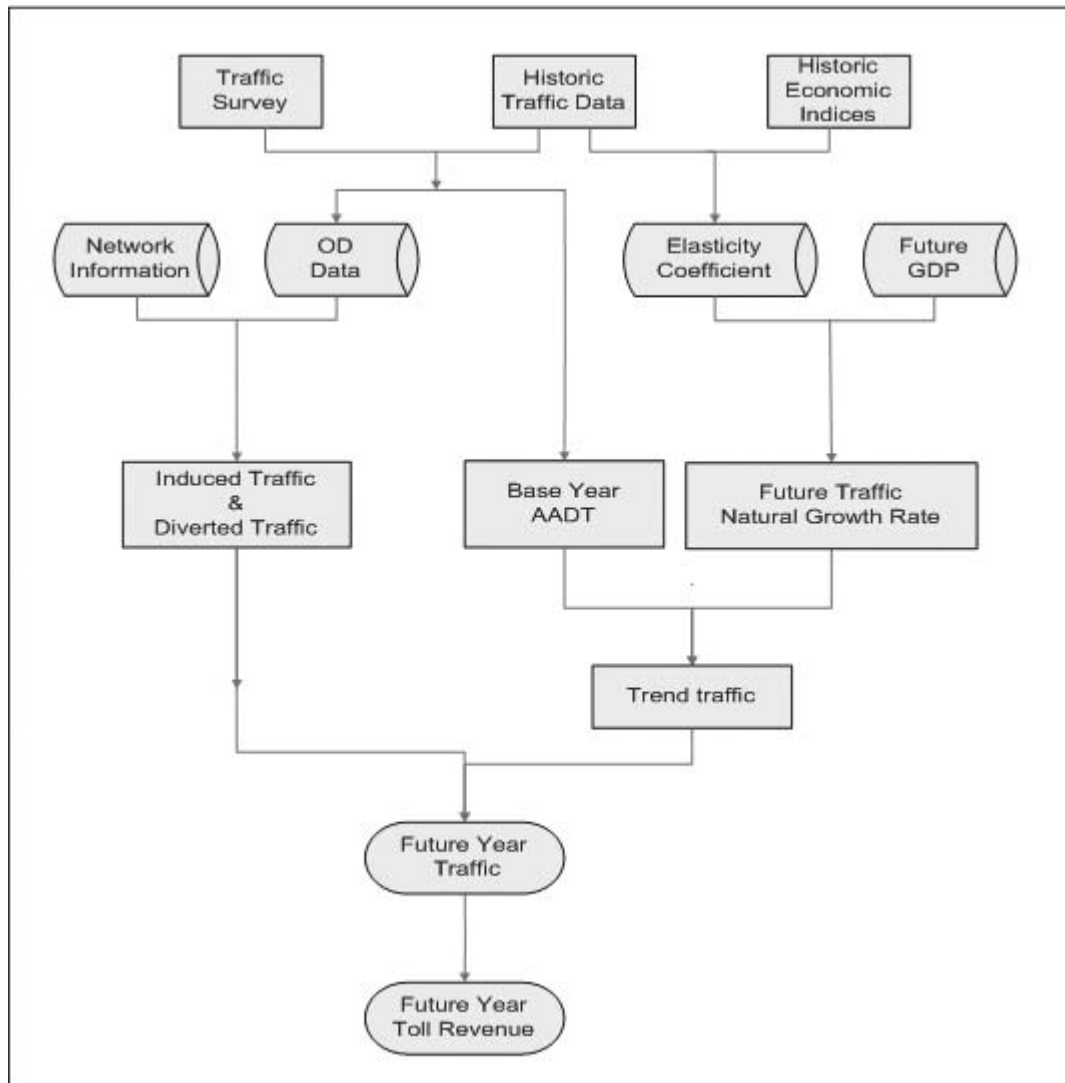 Traffic
Survey
Historic
Traffic Data
Historic
Economic
Indices
Network
Information
OD
Data
Elasticity
Coefficient
Future
GDP
Induced Traffic
&
Diverted Traffic
Base Year
AADT
Future Traffic
Natural Growth Rate
Trend traffic
Future Year
Traffic
Future Year
Toll Revenue